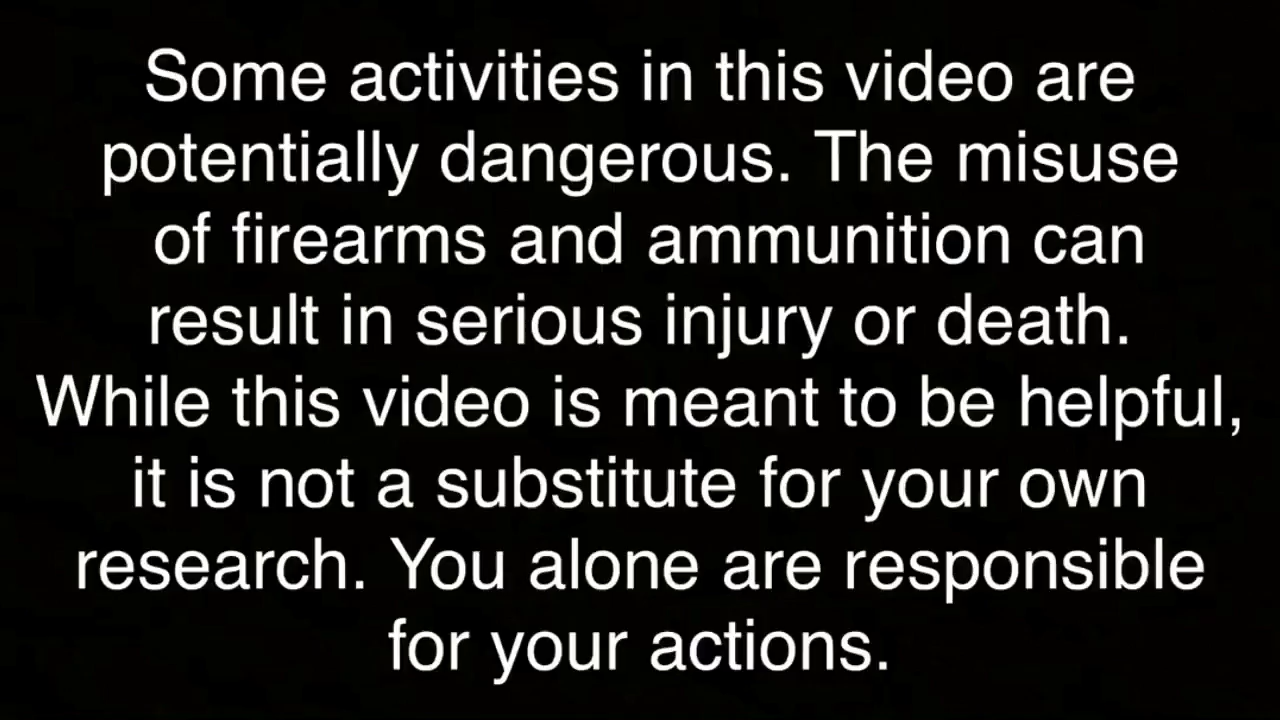 Some activities in this video are
potentially dangerous. The misuse
of firearms and ammunition can
result in serious injury or death.
While this video is meant to be helpful,
it is not a substitute for your own
research. You alone are responsible
for your actions.